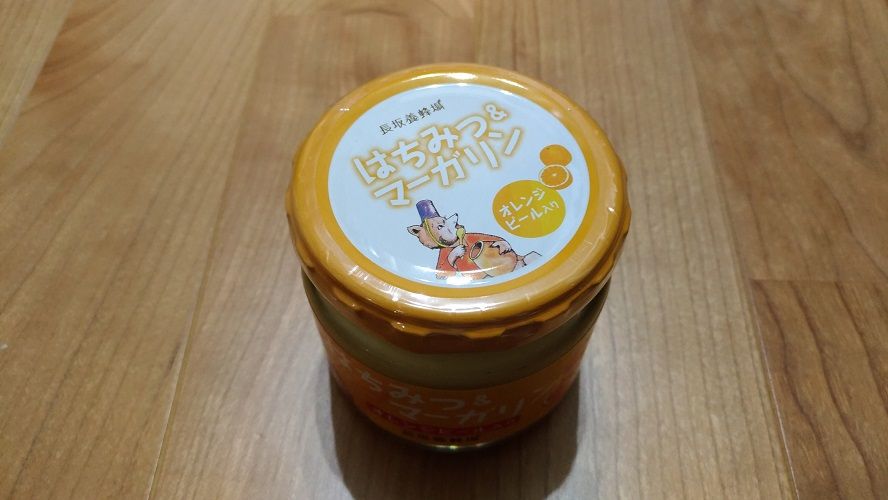 長坂養蜂場
はちみつ&
マーガリン
オレンジ
ピール入り
はちみつ&
マーガリン